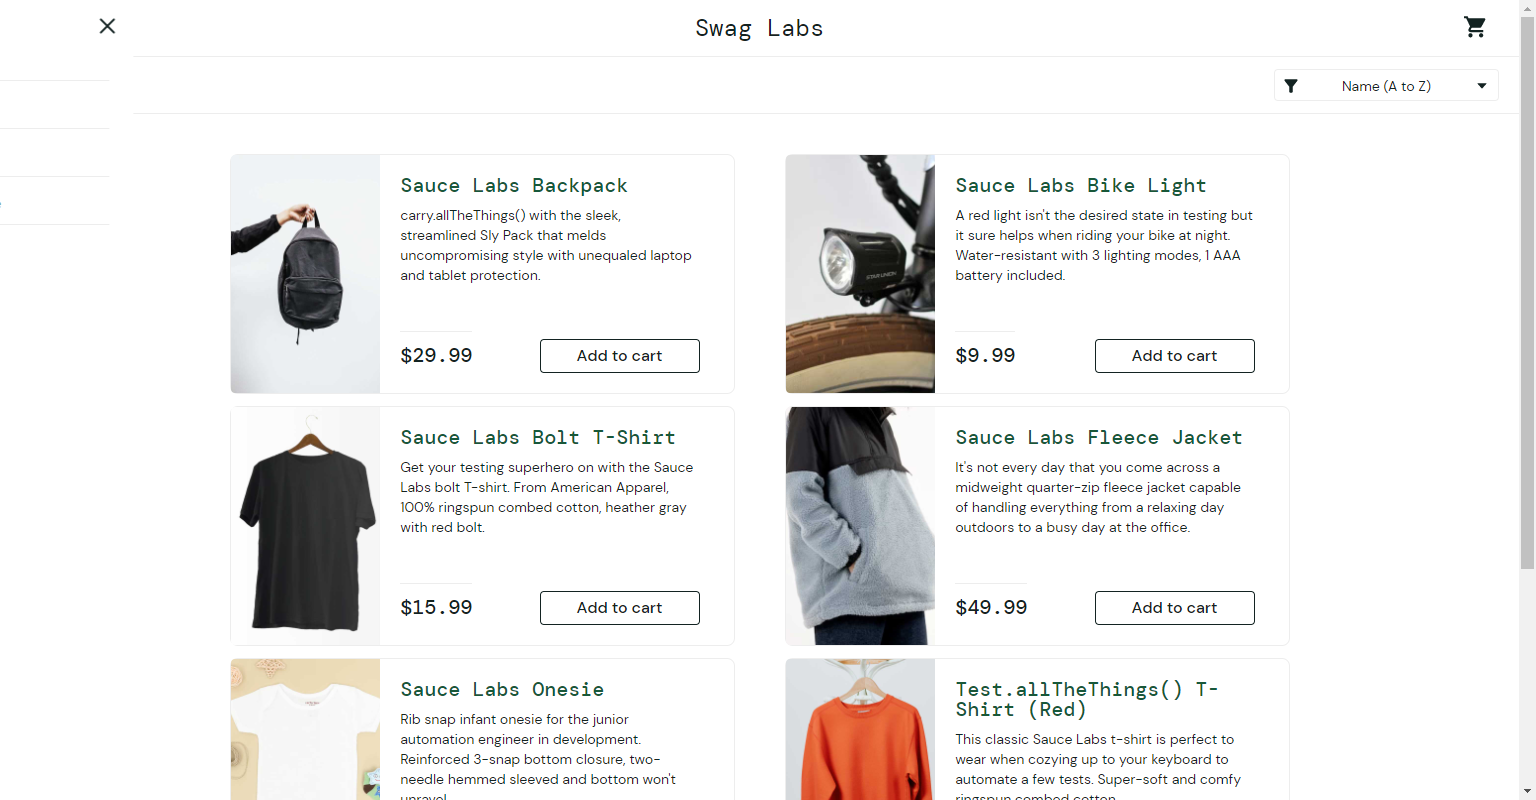 Swag Labs
Name (A to Z)
Sauce Labs Backpack
carry.allTheThings() with the sleek,
streamlined Sly Pack that melds
uncompromising style with unequaled laptop
and tablet protection.
$29.99
Add to cart
Sauce Labs Bike Light
A red light isn't the desired state in testing but
it sure helps when riding your bike at night.
Water-resistant with 3 lighting modes, 1 AAA
battery included.
$9.99
Add to cart
Sauce Labs Bolt T-Shirt
Get your testing superhero on with the Sauce
Labs bolt T-shirt. From American Apparel,
100% ringspun combed cotton, heather gray
with red bolt.
$15.99
Add to cart
Sauce Labs Fleece Jacket
It's not every day that you come across a
midweight quarter-zip fleece jacket capable
of handling everything from a relaxing day
outdoors to a busy day at the office.
$49.99
Add to cart
Sauce Labs Onesie
Rib snap infant onesie for the junior
automation engineer in development.
Reinforced 3-snap bottom closure, two-
needle hemmed sleeved and bottom won't
unravel.
Test.allTheThings() T-
Shirt (Red)
This classic Sauce Labs t-shirt is perfect to
wear when cozying up to your keyboard to
automate a few tests. Super-soft and comfy
ringspun combed cotton.